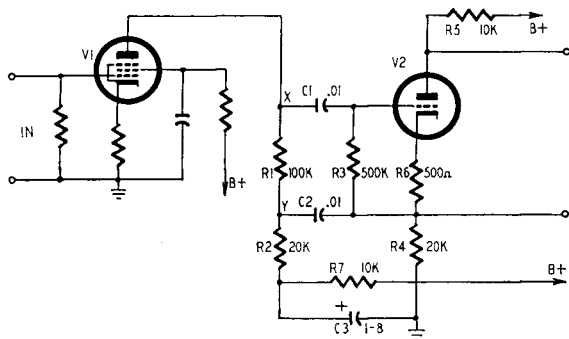 R5 10K B+
V1
V2
C1 .01
X
IN
R1 100K
R3 500K
R6 500Ω
B+
C2 .01
Y
R2 20K
R4 20K
R7 10K
B+
+
C3 1-8